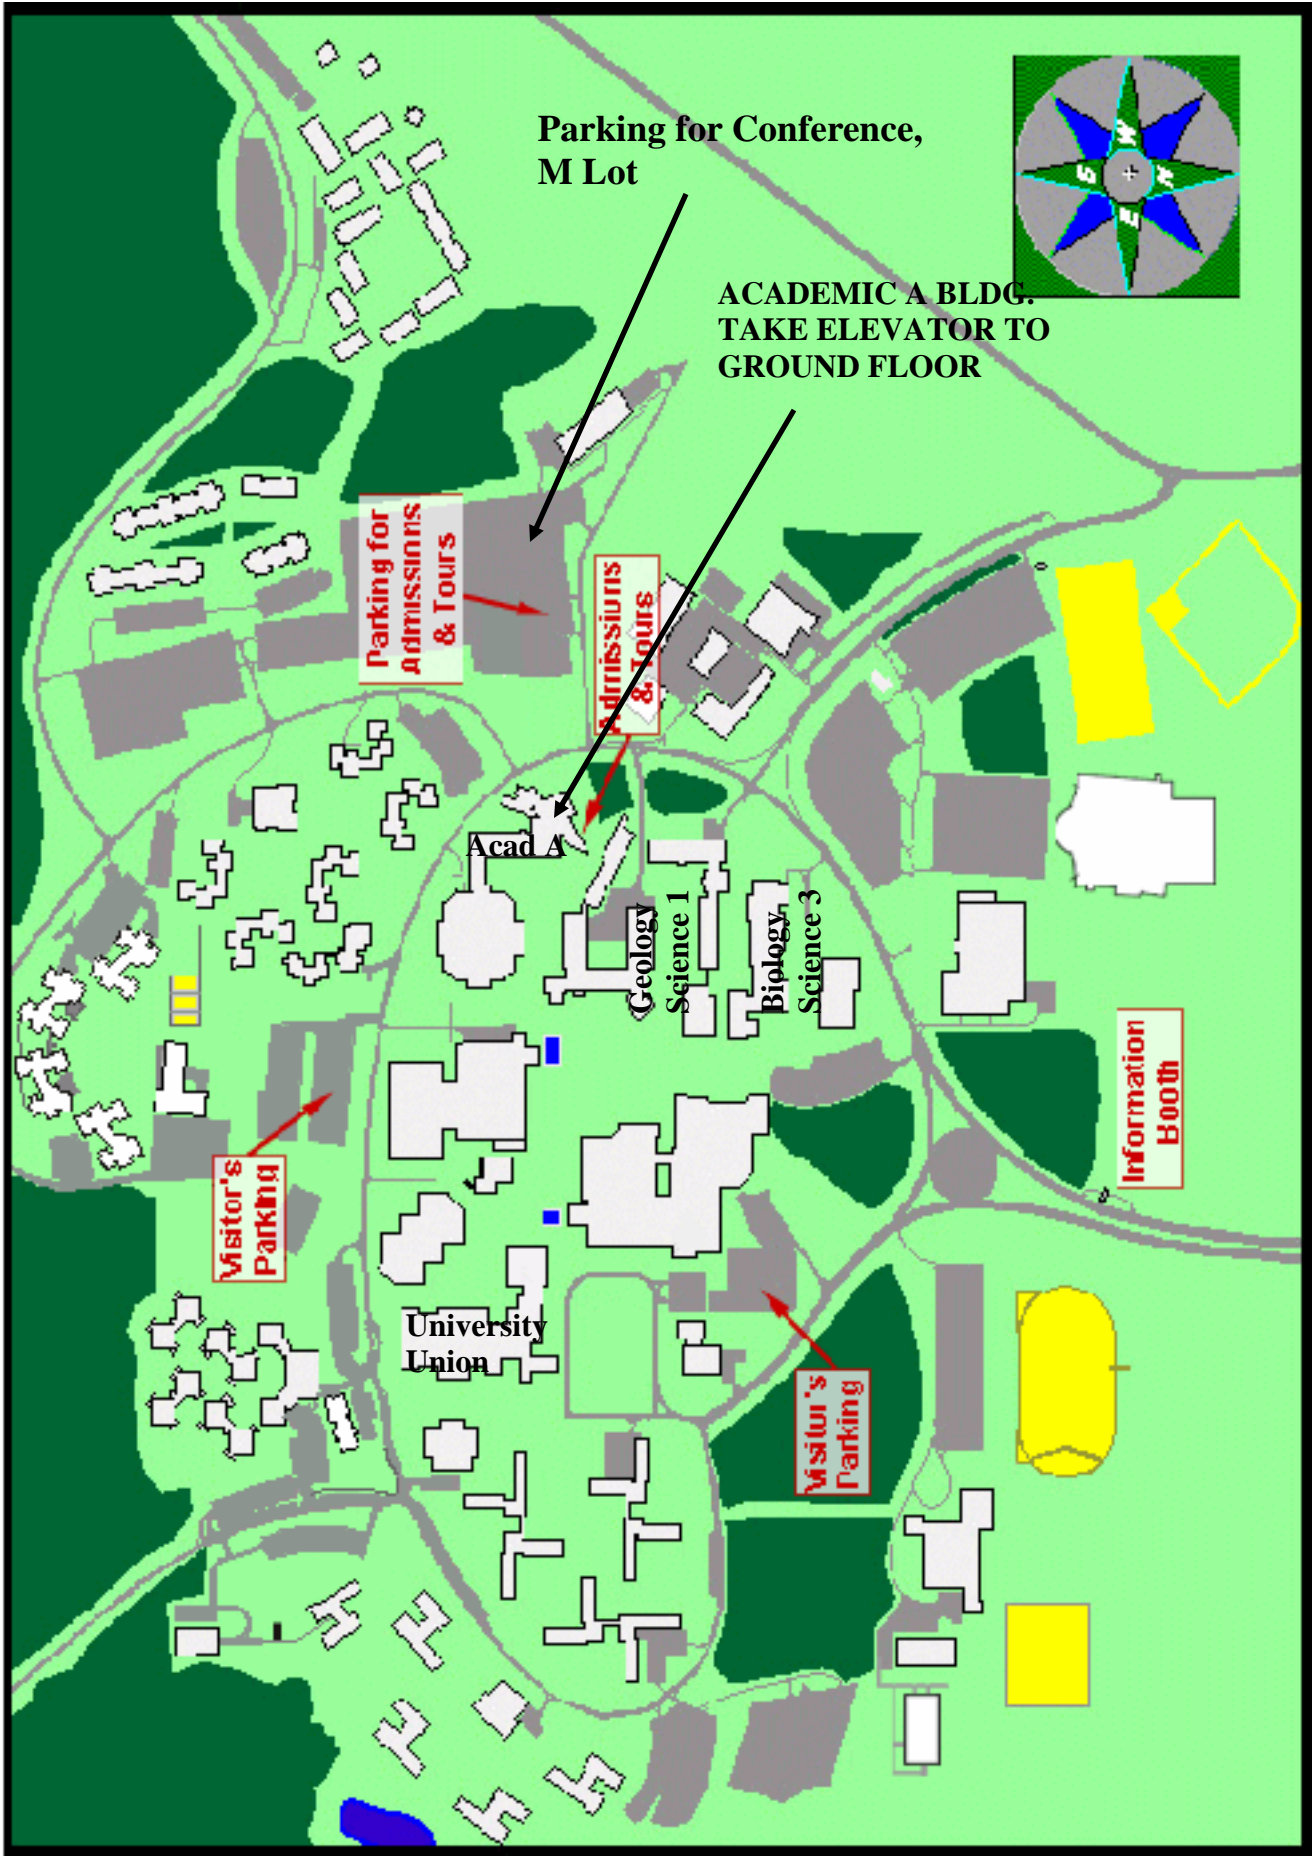 Parking for Conference,
M Lot
W
S
N
E
ACADEMIC A BLDG.
TAKE ELEVATOR TO
GROUND FLOOR
Parking for
Admissions
& Tours
Admissions
& Tours
Acad A
Geology
Science 1
Biology
Science 3
Information
Booth
Visitor's
Parking
University
Union
Visitor's
Parking